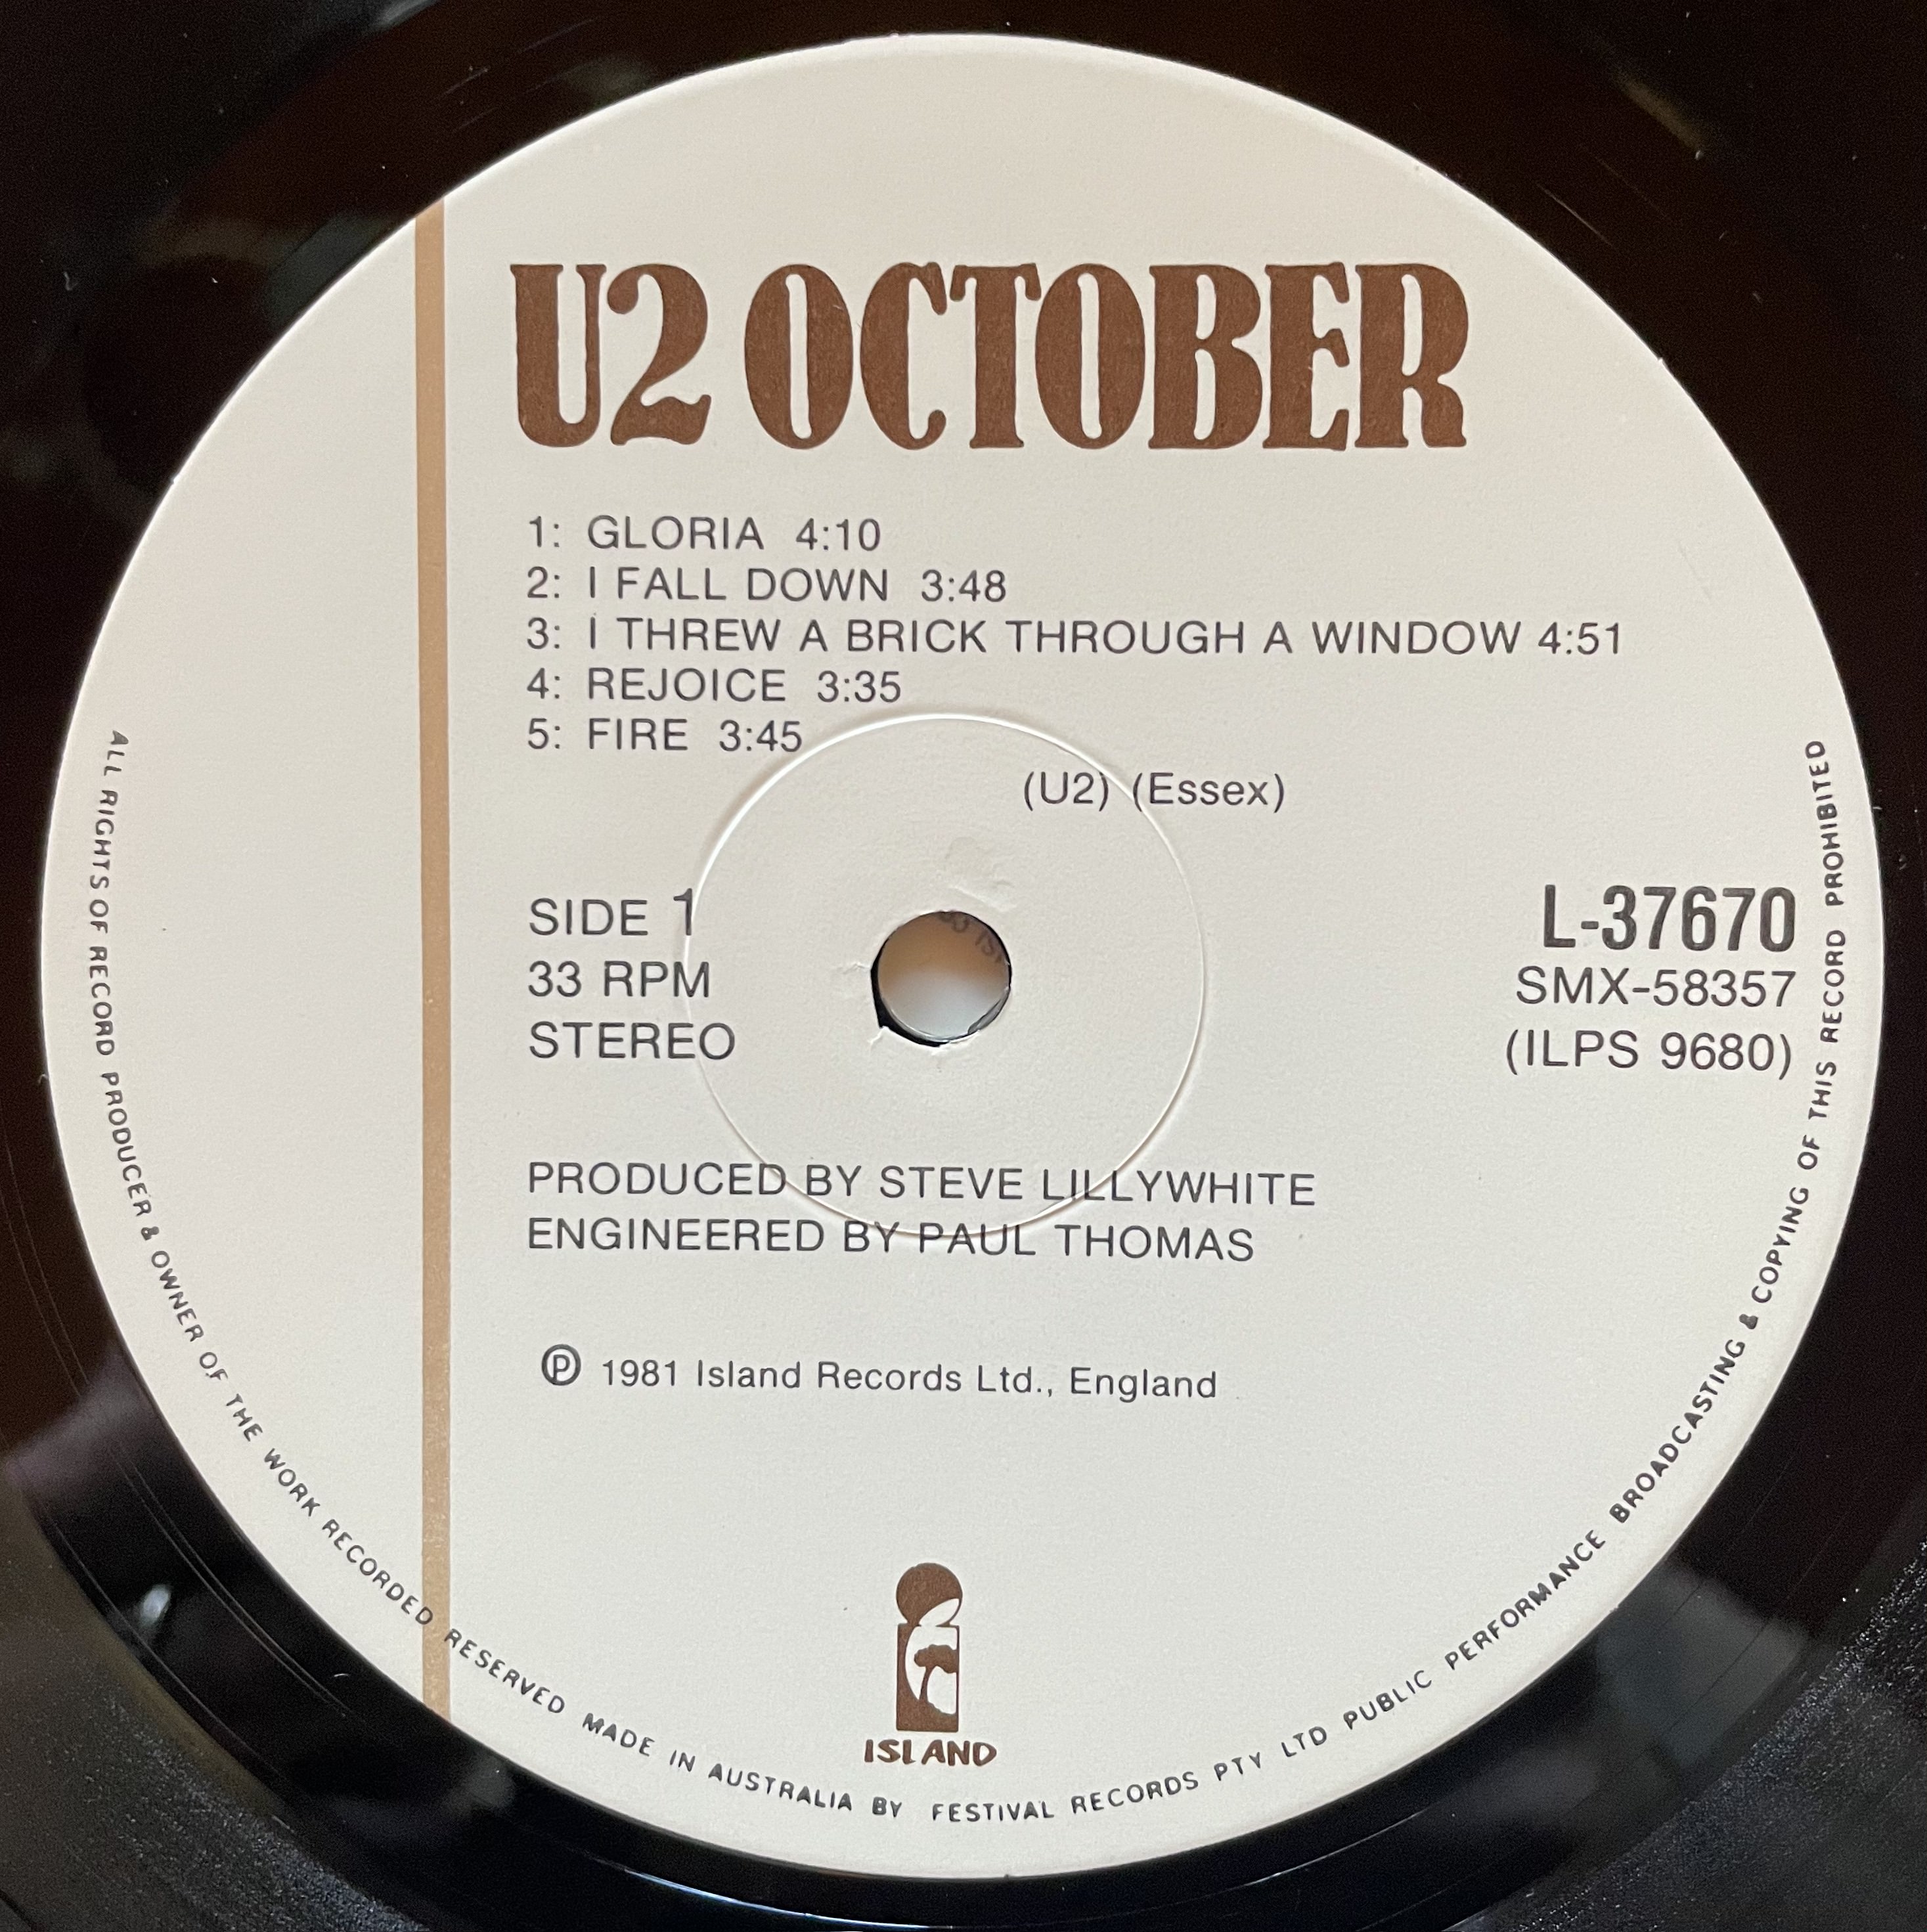 U2 OCTOBER
1: GLORIA 4:10
2: I FALL DOWN 3:48
3: I THREW A BRICK THROUGH A WINDOW 4:51
4: REJOICE 3:35
5: FIRE 3:45
(U2) (Essex)
SIDE 1
33 RPM
STEREO
L-37670
SMX-58357
(ILPS 9680)
PRODUCED BY STEVE LILLYWHITE
ENGINEERED BY PAUL THOMAS
℗ 1981 Island Records Ltd., England
ISLAND
ALL RIGHTS OF RECORD PRODUCER & OWNER OF THE WORK RECORDED RESERVED MADE IN AUSTRALIA BY FESTIVAL RECORDS PTY LTD PUBLIC PERFORMANCE BROADCASTING & COPYING OF THIS RECORD PROHIBITED